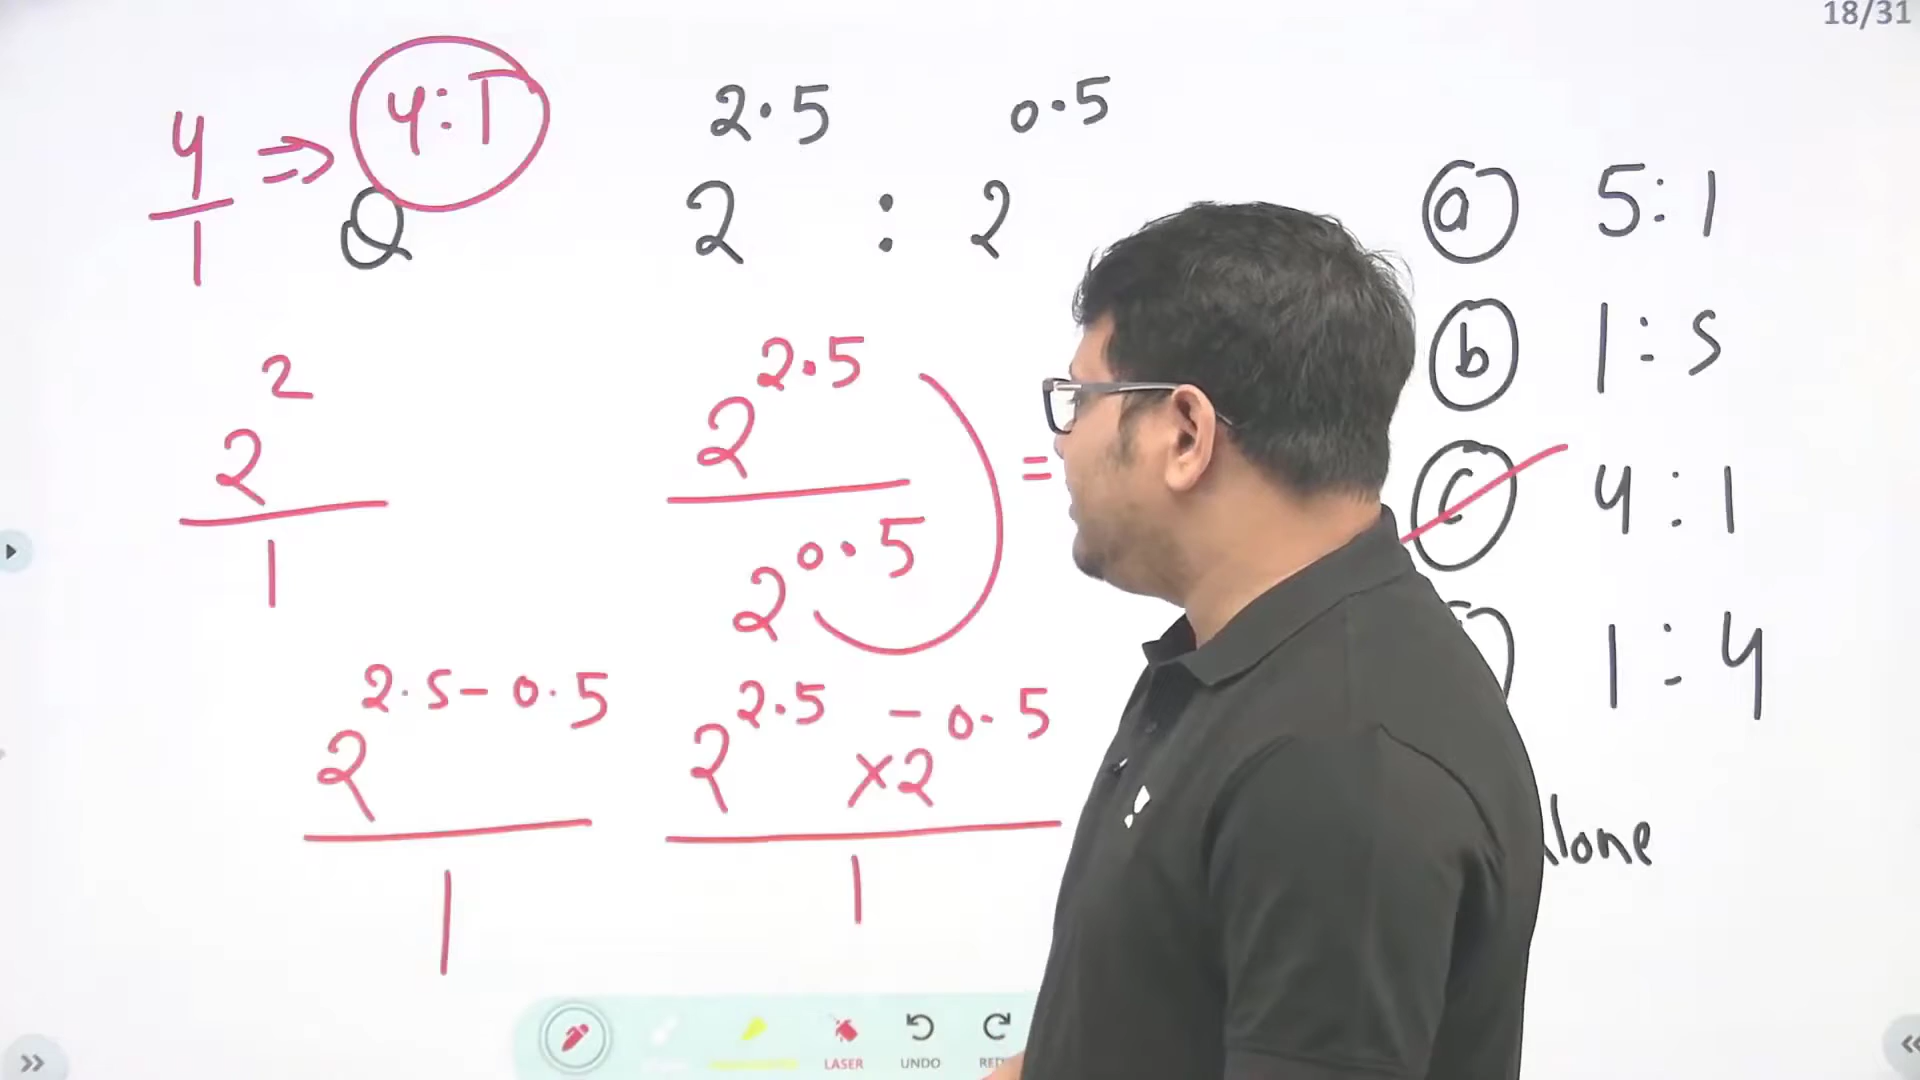 18/31
4/1 ⇒ 4:1
Q 2^2.5 : 2^0.5
(a) 5:1
(b) 1:5
(c) 4:1
1:4
2^2/1
2^2.5/2^0.5 =
2^2.5-0.5/1
2^2.5 × 2^-0.5/1
LASER
UNDO